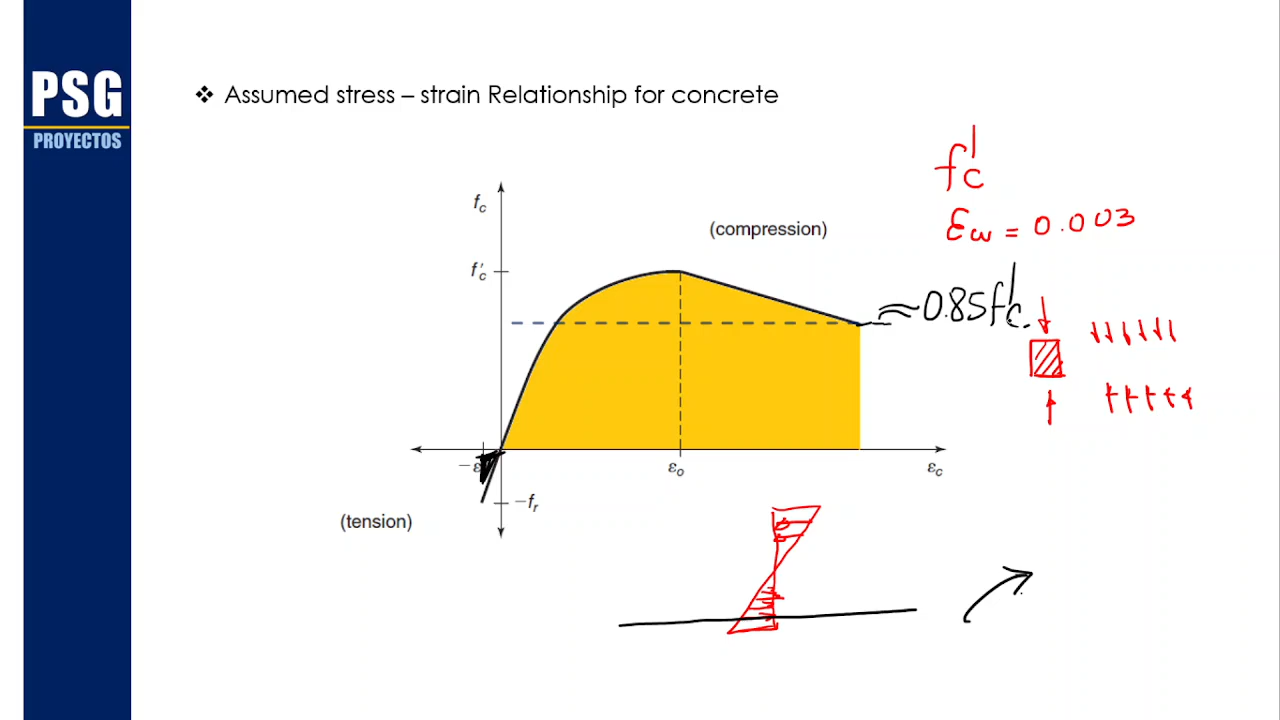 PSG
PROYECTOS
❖ Assumed stress – strain Relationship for concrete
f'c
εcu = 0.003
fc
(compression)
f'c
≈0.85f'c.
−ε
εo
εc
−fr
(tension)